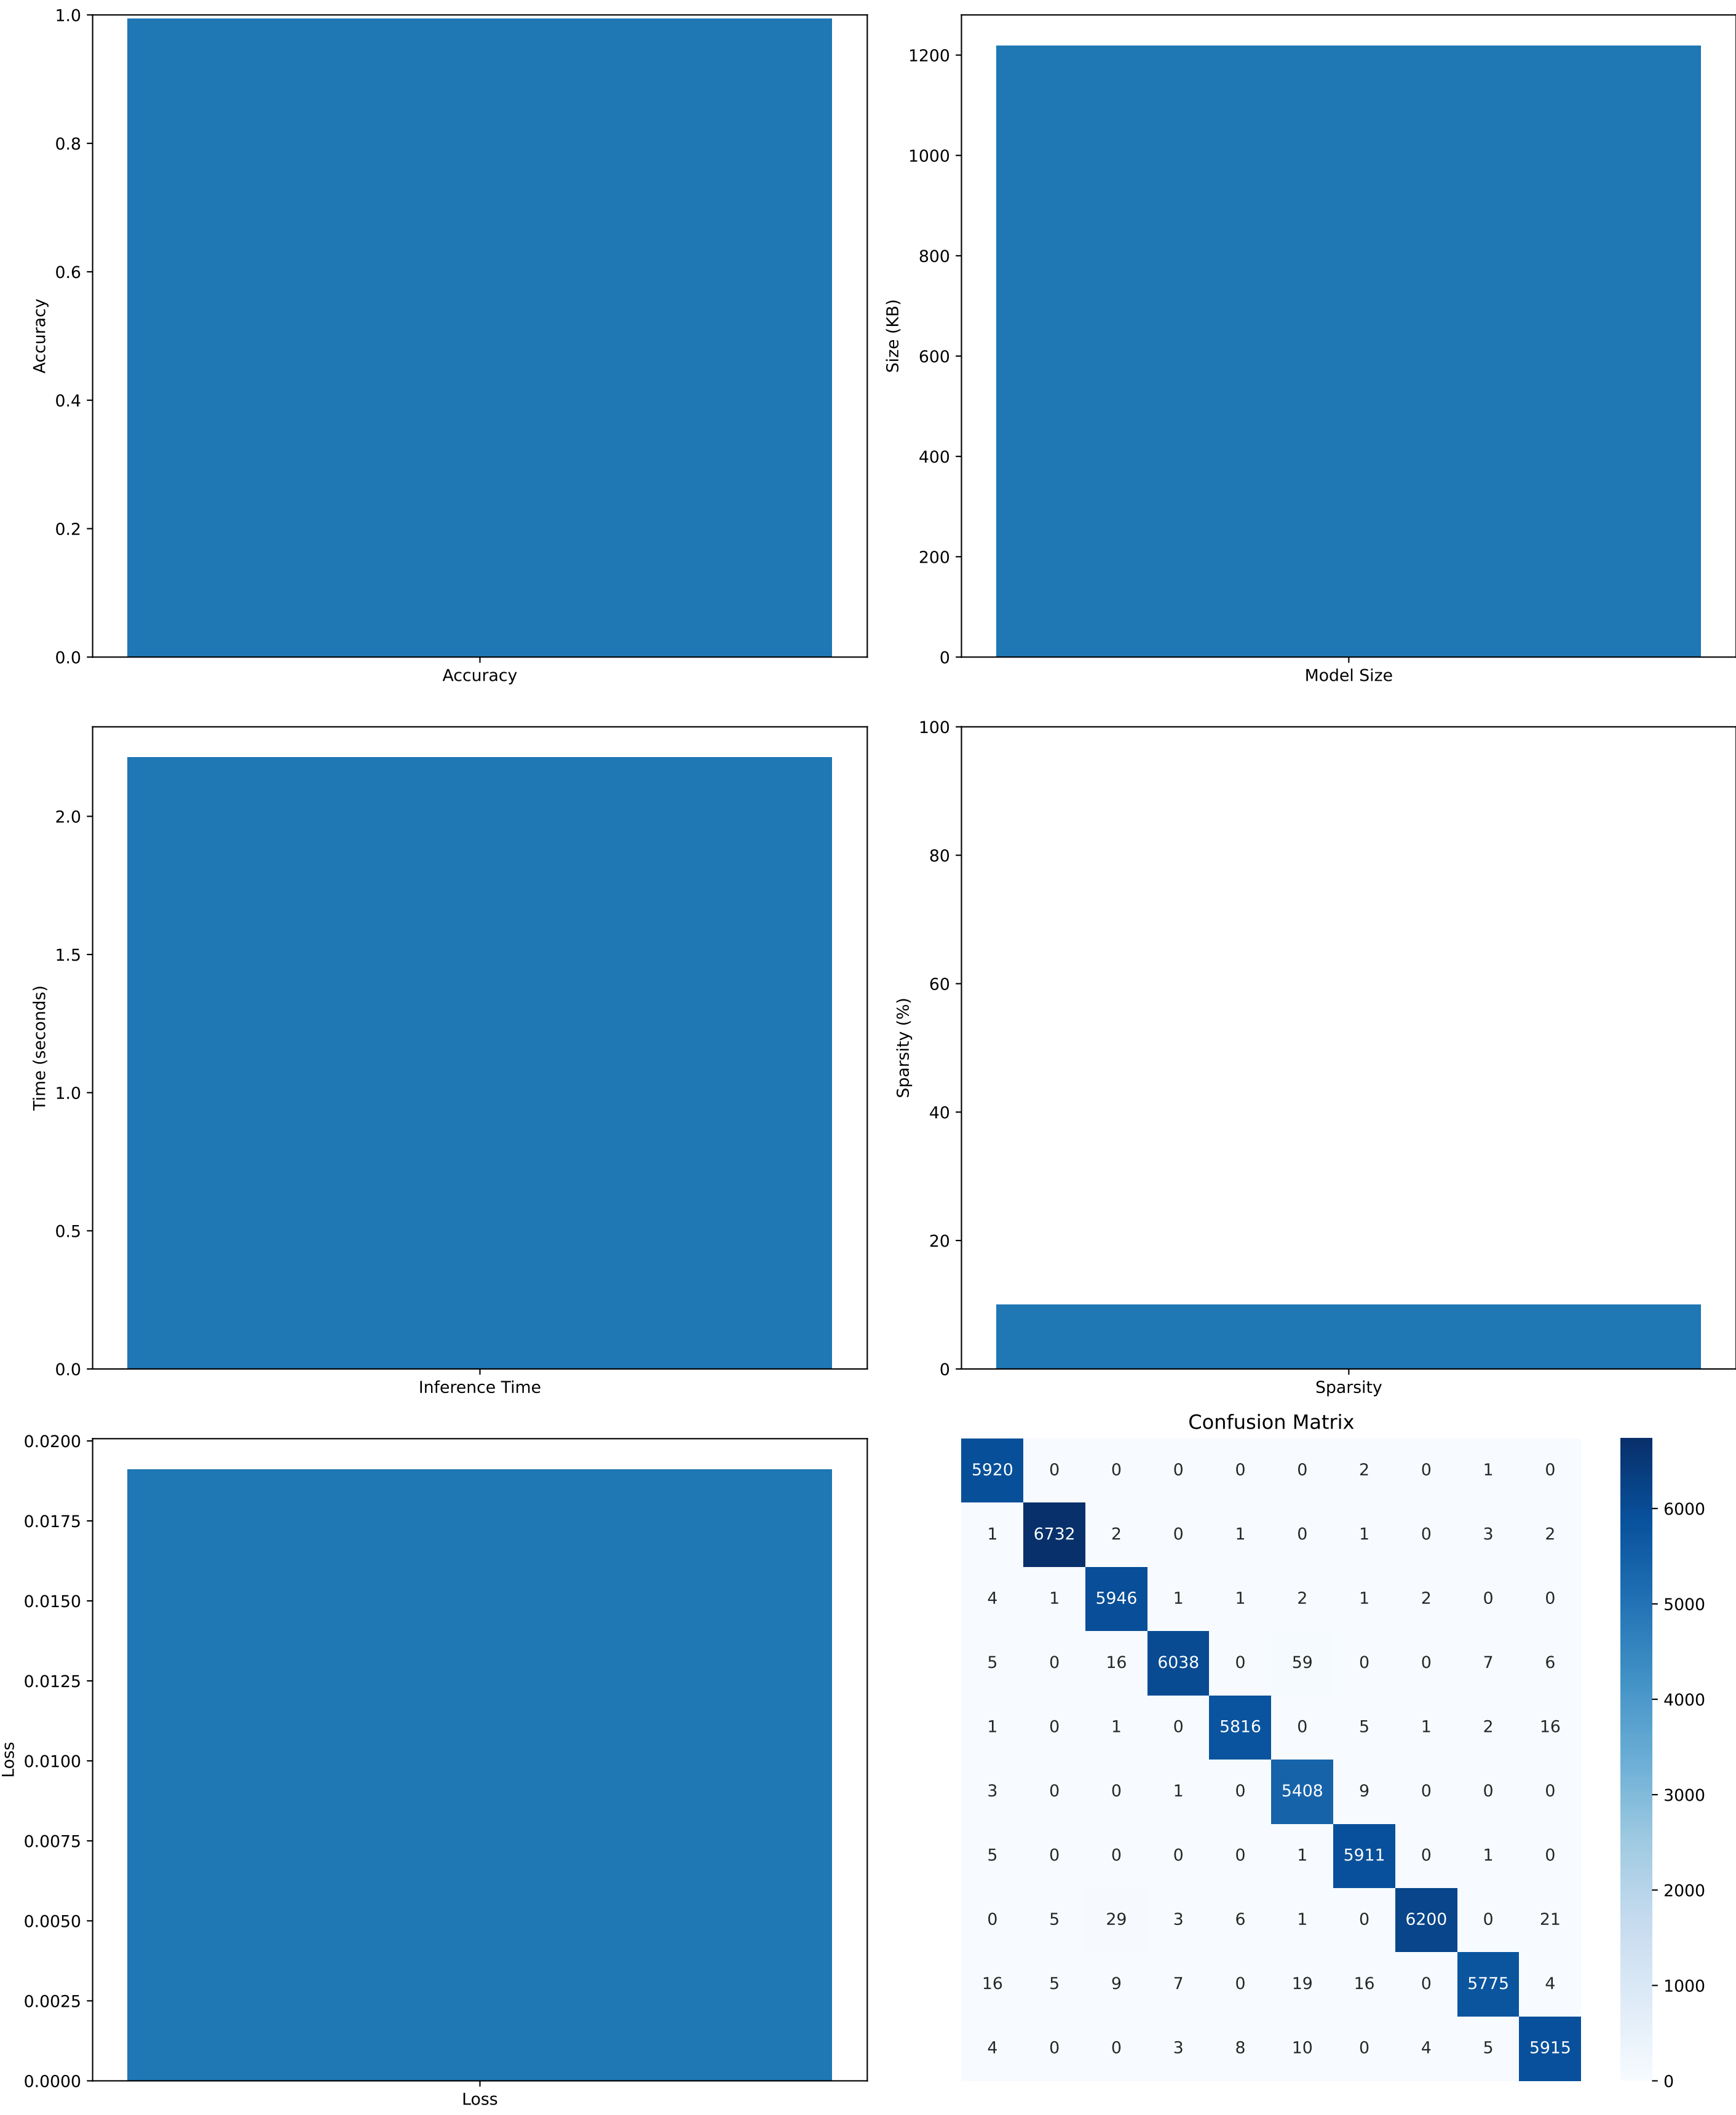 1.0
0.8
0.6
0.4
0.2
0.0
Accuracy
Accuracy
1200
1000
800
600
400
200
0
Size (KB)
Model Size
2.0
1.5
1.0
0.5
0.0
Time (seconds)
Inference Time
100
80
60
40
20
0
Sparsity (%)
Sparsity
0.0200
0.0175
0.0150
0.0125
0.0100
0.0075
0.0050
0.0025
0.0000
Loss
Loss
Confusion Matrix
5920 0 0 0 0 0 2 0 1 0
1 6732 2 0 1 0 1 0 3 2
4 1 5946 1 1 2 1 2 0 0
5 0 16 6038 0 59 0 0 7 6
1 0 1 0 5816 0 5 1 2 16
3 0 0 1 0 5408 9 0 0 0
5 0 0 0 0 1 5911 0 1 0
0 5 29 3 6 1 0 6200 0 21
16 5 9 7 0 19 16 0 5775 4
4 0 0 3 8 10 0 4 5 5915
6000
5000
4000
3000
2000
1000
0